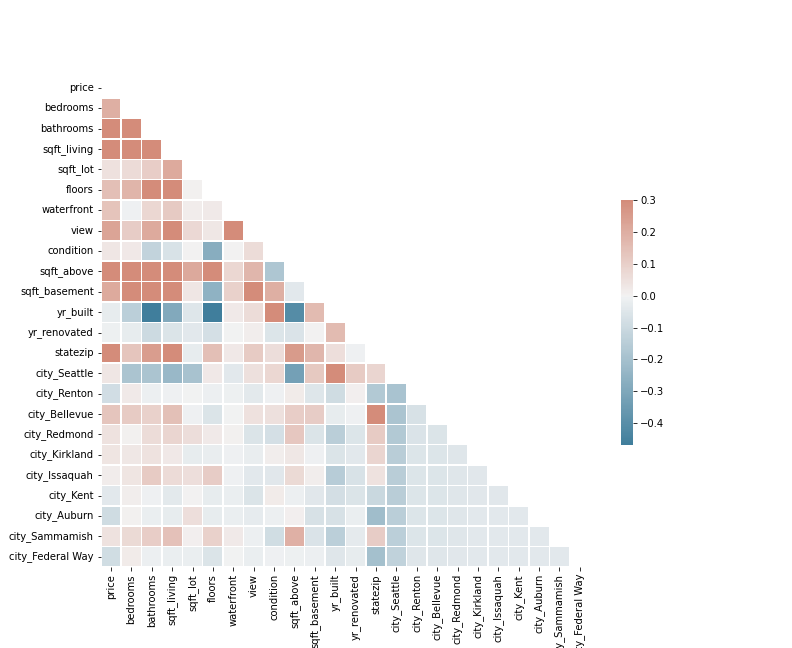 price
bedrooms
bathrooms
sqft_living
sqft_lot
floors
waterfront
view
condition
sqft_above
sqft_basement
yr_built
yr_renovated
statezip
city_Seattle
city_Renton
city_Bellevue
city_Redmond
city_Kirkland
city_Issaquah
city_Kent
city_Auburn
city_Sammamish
city_Federal Way
price
bedrooms
bathrooms
sqft_living
sqft_lot
floors
waterfront
view
condition
sqft_above
sqft_basement
yr_built
yr_renovated
statezip
city_Seattle
city_Renton
city_Bellevue
city_Redmond
city_Kirkland
city_Issaquah
city_Kent
city_Auburn
y_Sammamish
y_Federal Way
0.3
0.2
0.1
0.0
−0.1
−0.2
−0.3
−0.4